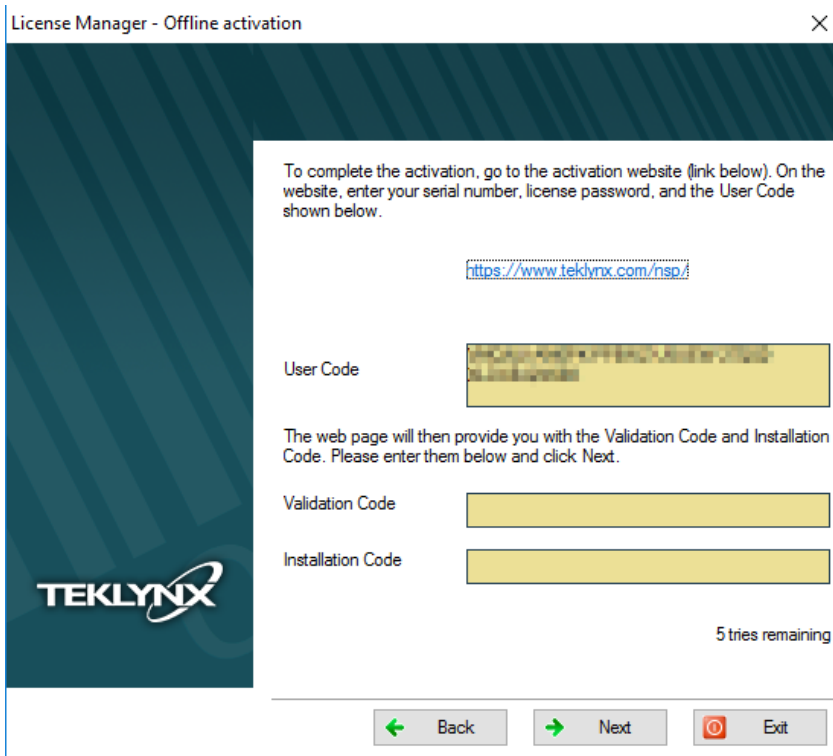 License Manager - Offline activation
To complete the activation, go to the activation website (link below). On the
website, enter your serial number, license password, and the User Code
shown below.
https://www.teklynx.com/nsp/
User Code
The web page will then provide you with the Validation Code and Installation
Code. Please enter them below and click Next.
Validation Code
Installation Code
TEKLYNX
5 tries remaining
Back
Next
Exit